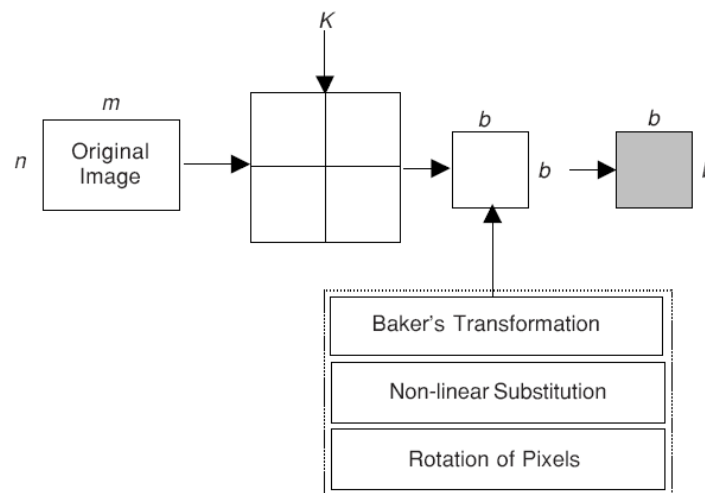 K
m
n
Original
Image
b
b
b
Baker's Transformation
Non-linear Substitution
Rotation of Pixels